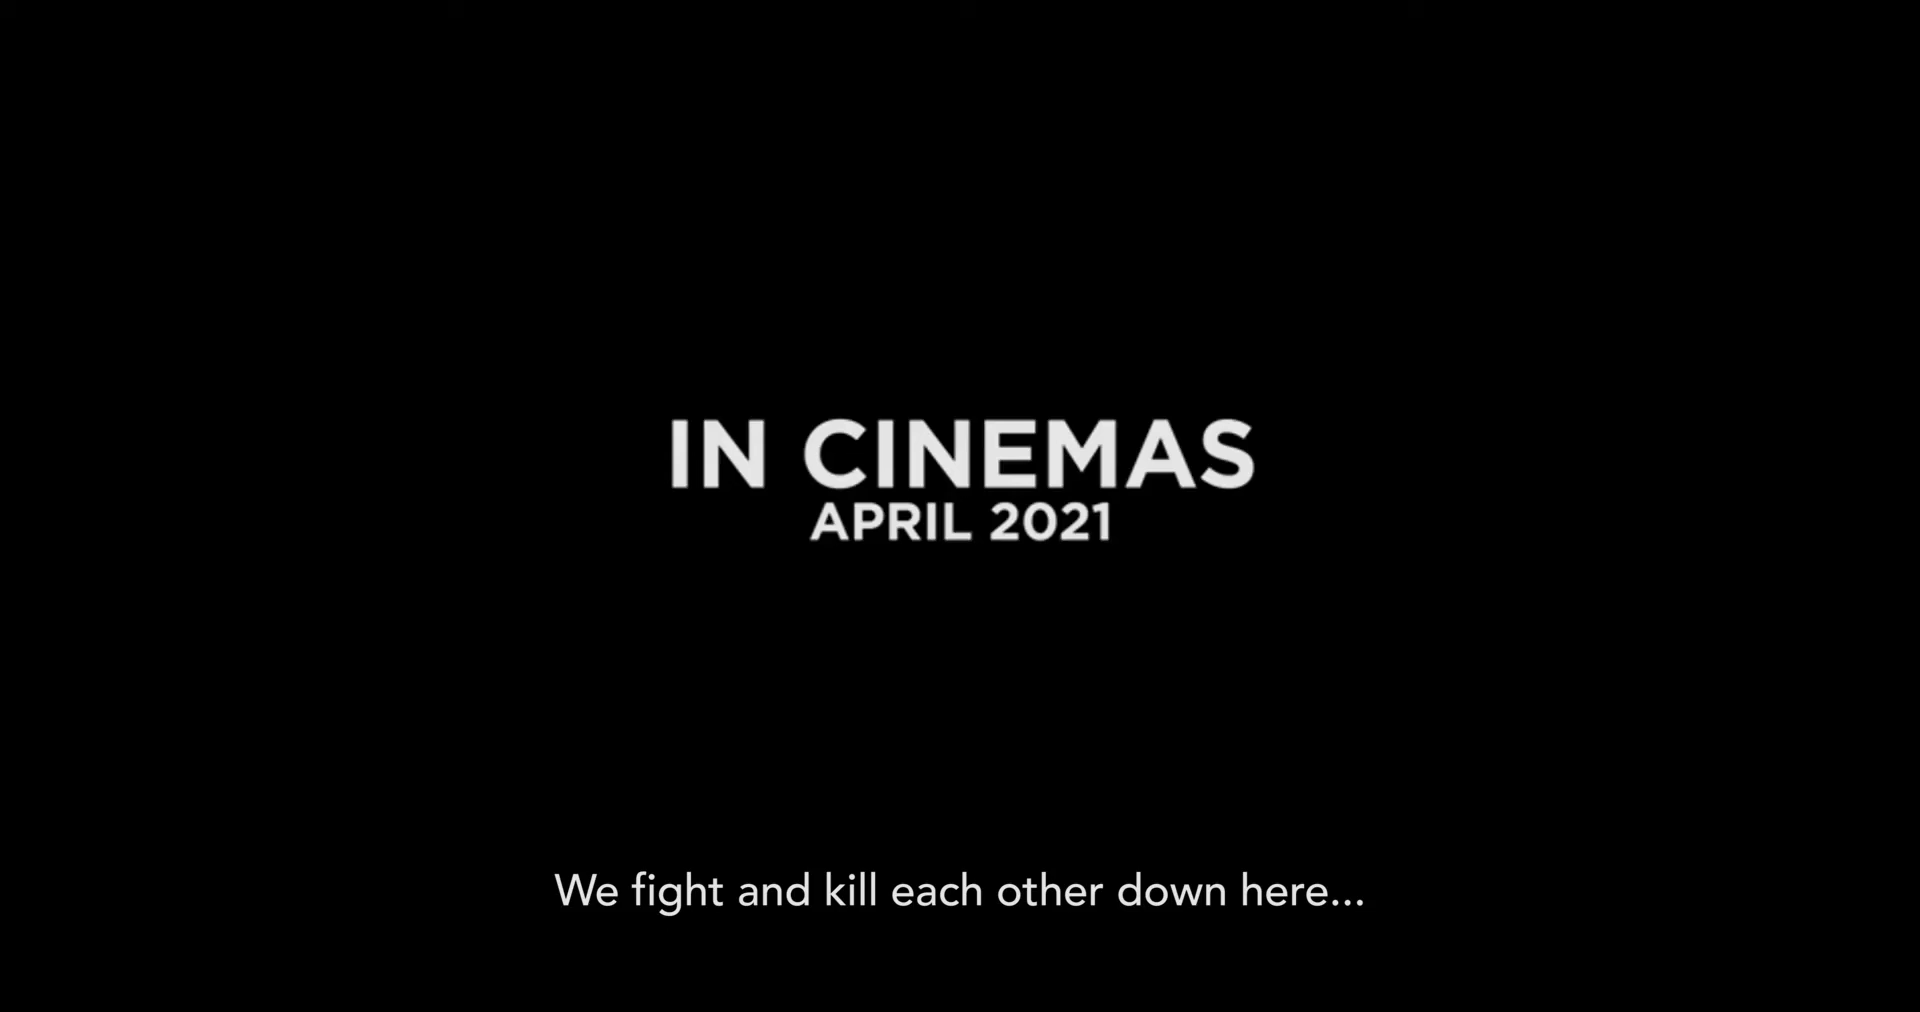 IN CINEMAS
APRIL 2021
We fight and kill each other down here...